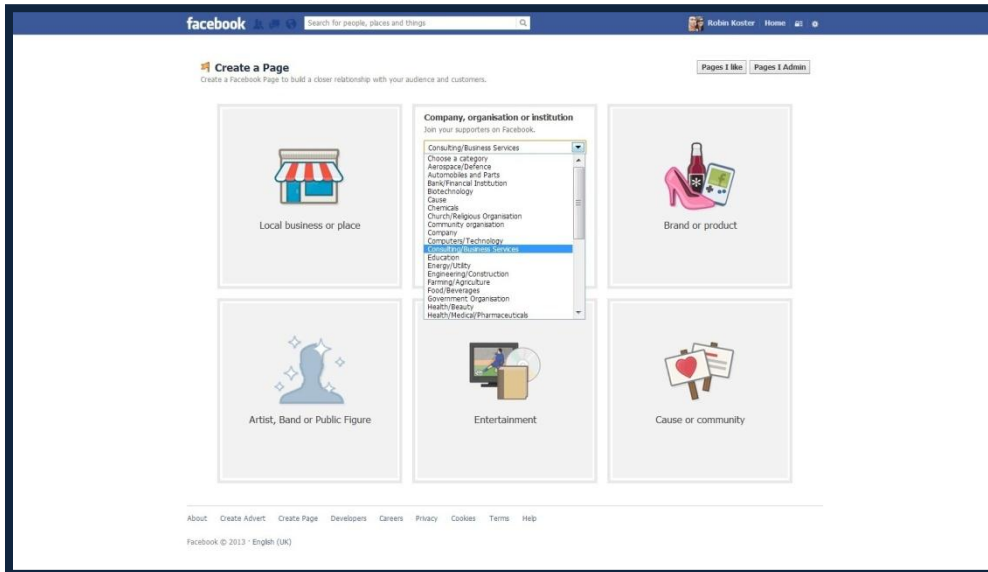 facebook
Search for people, places and things
Robin Koster
Home
Create a Page
Create a Facebook Page to build a closer relationship with your audience and customers.
Pages I like
Pages I Admin
Local business or place
Company, organisation or institution
Join your supporters on Facebook.
Consulting/Business Services
Choose a category
Aerospace/Defence
Automobiles and Parts
Bank/Financial Institution
Biotechnology
Cause
Chemicals
Church/Religious Organisation
Community organisation
Company
Computers/Technology
Consulting/Business Services
Education
Energy/Utility
Engineering/Construction
Farming/Agriculture
Food/Beverages
Government Organisation
Health/Beauty
Health/Medical/Pharmaceuticals
Brand or product
Artist, Band or Public Figure
Entertainment
Cause or community
About Create Advert Create Page Developers Careers Privacy Cookies Terms Help
Facebook © 2013 · English (UK)